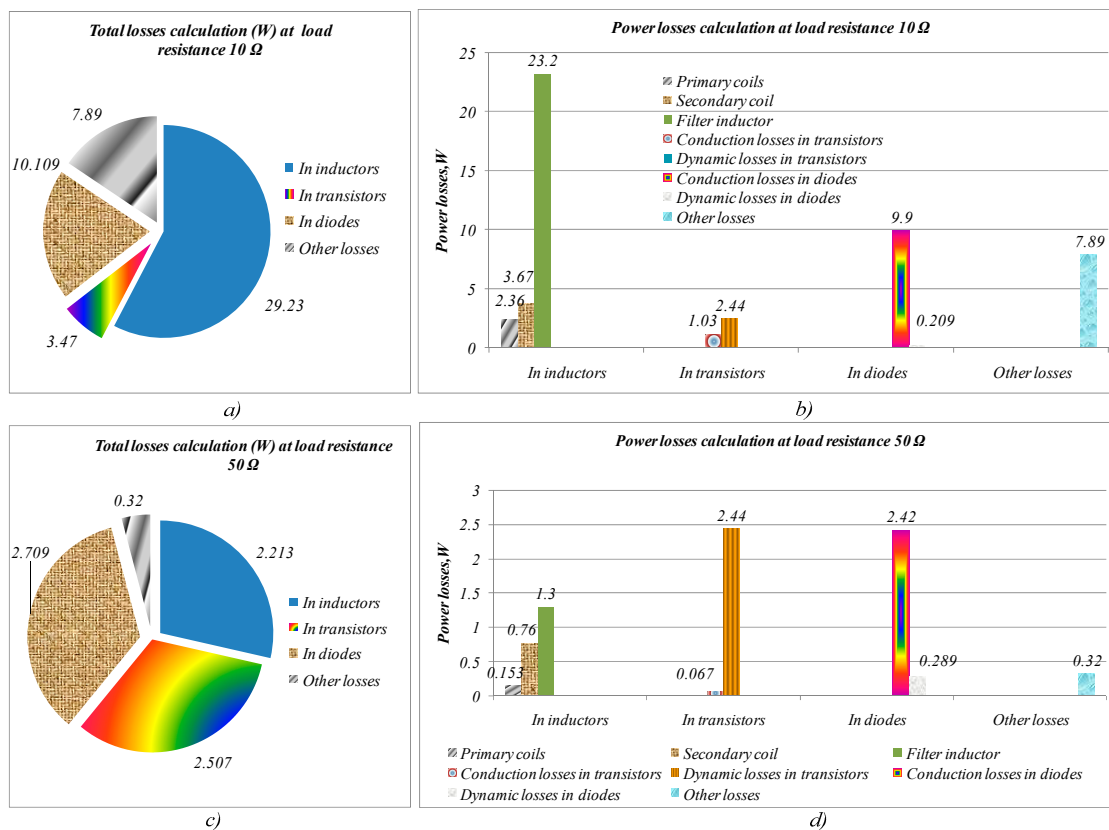 Total losses calculation (W) at load
resistance 10 Ω
7.89
10.109
3.47
29.23
In inductors
In transistors
In diodes
Other losses
a)
Power losses calculation at load resistance 10 Ω
Power losses,W
25
20
15
10
5
0
23.2
3.67
2.36
1.03
2.44
9.9
0.209
7.89
Primary coils
Secondary coil
Filter inductor
Conduction losses in transistors
Dynamic losses in transistors
Conduction losses in diodes
Dynamic losses in diodes
Other losses
In inductors
In transistors
In diodes
Other losses
b)
Total losses calculation (W) at load resistance
50 Ω
0.32
2.709
2.213
2.507
In inductors
In transistors
In diodes
Other losses
c)
Power losses calculation at load resistance 50 Ω
Power losses,W
3
2.5
2
1.5
1
0.5
0
0.153
0.76
1.3
0.067
2.44
2.42
0.289
0.32
In inductors
In transistors
In diodes
Other losses
Primary coils
Secondary coil
Filter inductor
Conduction losses in transistors
Dynamic losses in transistors
Conduction losses in diodes
Dynamic losses in diodes
Other losses
d)